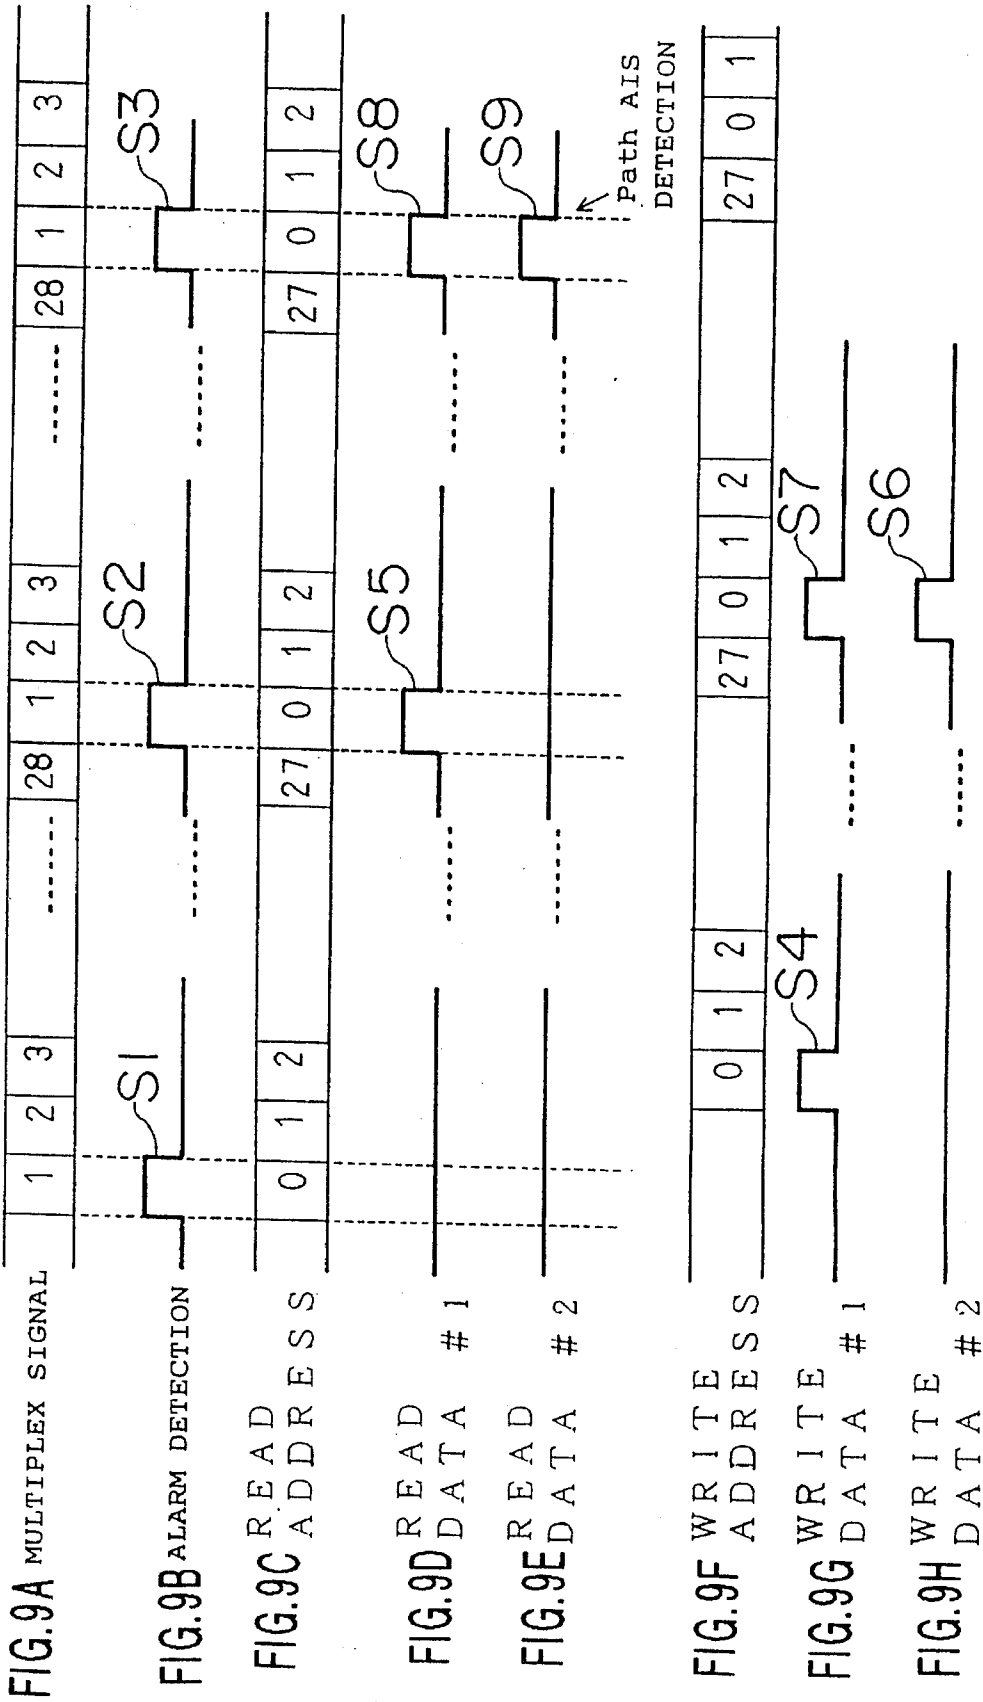 FIG.9A MULTIPLEX SIGNAL
1 2 3 ------- 28 1 2 3 ------- 28 1 2 3
FIG.9B ALARM DETECTION
S1 S2 S3
FIG.9C READ
ADDRESS
0 1 2 27 0 1 2 27 0 1 2
FIG.9D READ
DATA #1
S5 S8
FIG.9E READ
DATA #2
S9
Path AIS
DETECTION
FIG.9F WRITE
ADDRESS
0 1 2 27 0 1 2 27 0 1
FIG.9G WRITE
DATA #1
S4 S7
FIG.9H WRITE
DATA #2
S6